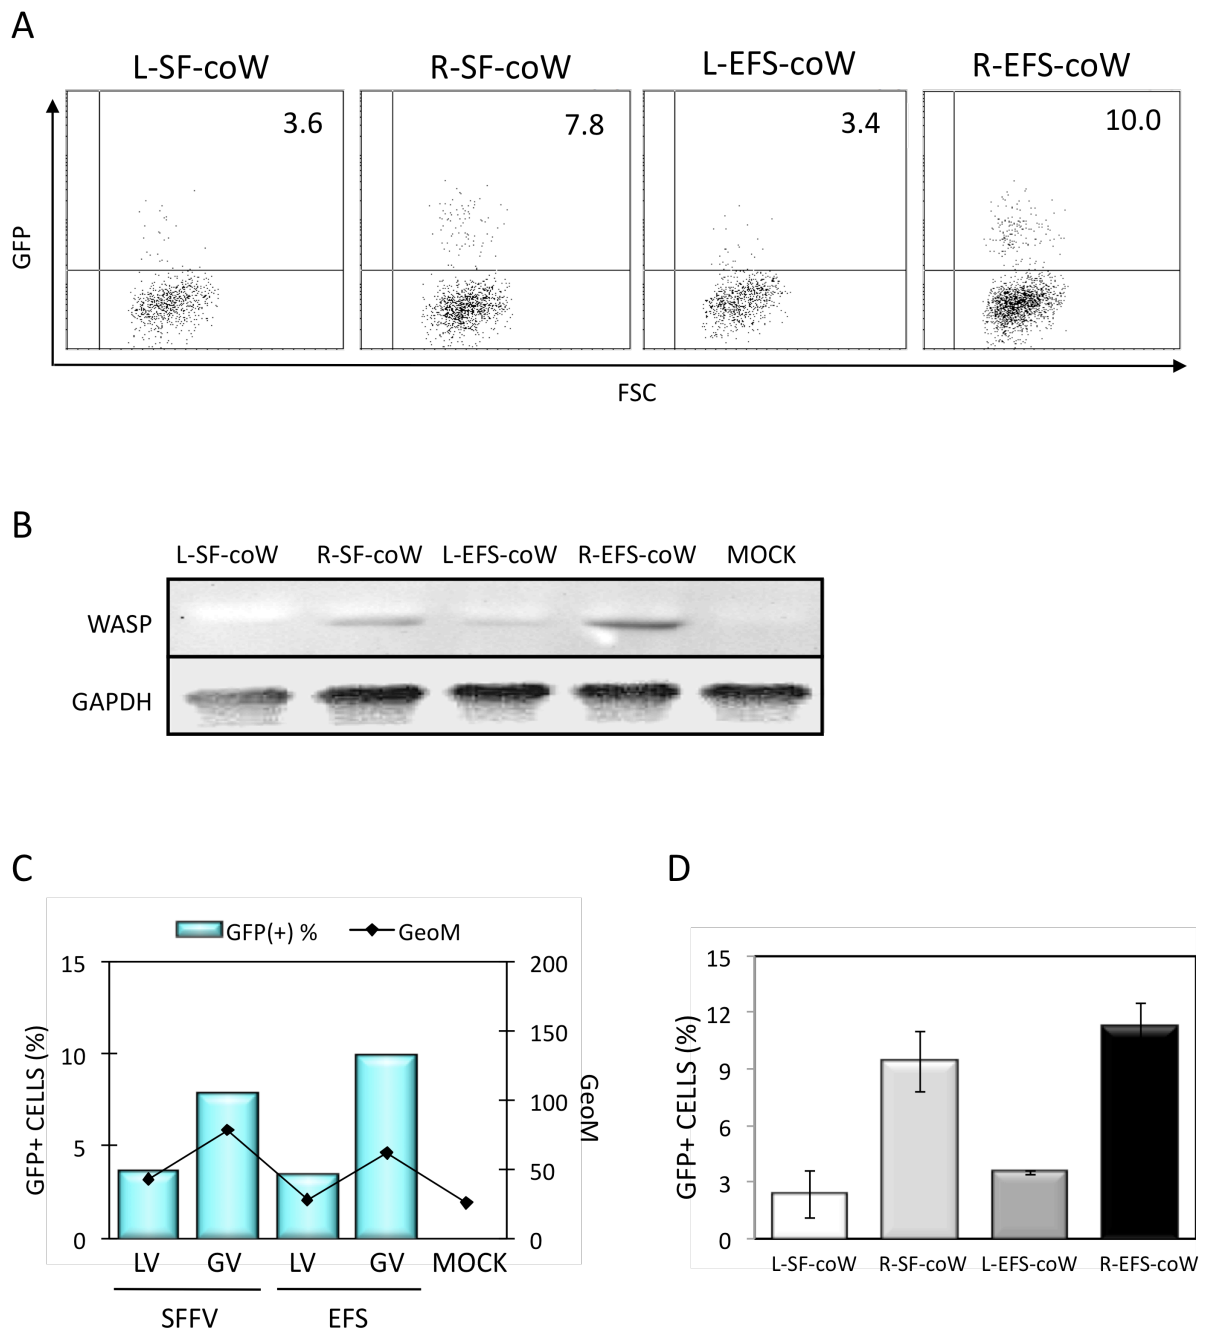 A
L-SF-coW R-SF-coW L-EFS-coW R-EFS-coW
3.6 7.8 3.4 10.0
GFP
FSC
B
L-SF-coW R-SF-coW L-EFS-coW R-EFS-coW MOCK
WASP
GAPDH
C
GFP(+) % GeoM
GFP+ CELLS (%)
15
10
5
0
200
150
100
50
0
GeoM
LV GV LV GV MOCK
SFFV EFS
D
GFP+ CELLS (%)
15
12
9
6
3
0
L-SF-coW R-SF-coW L-EFS-coW R-EFS-coW